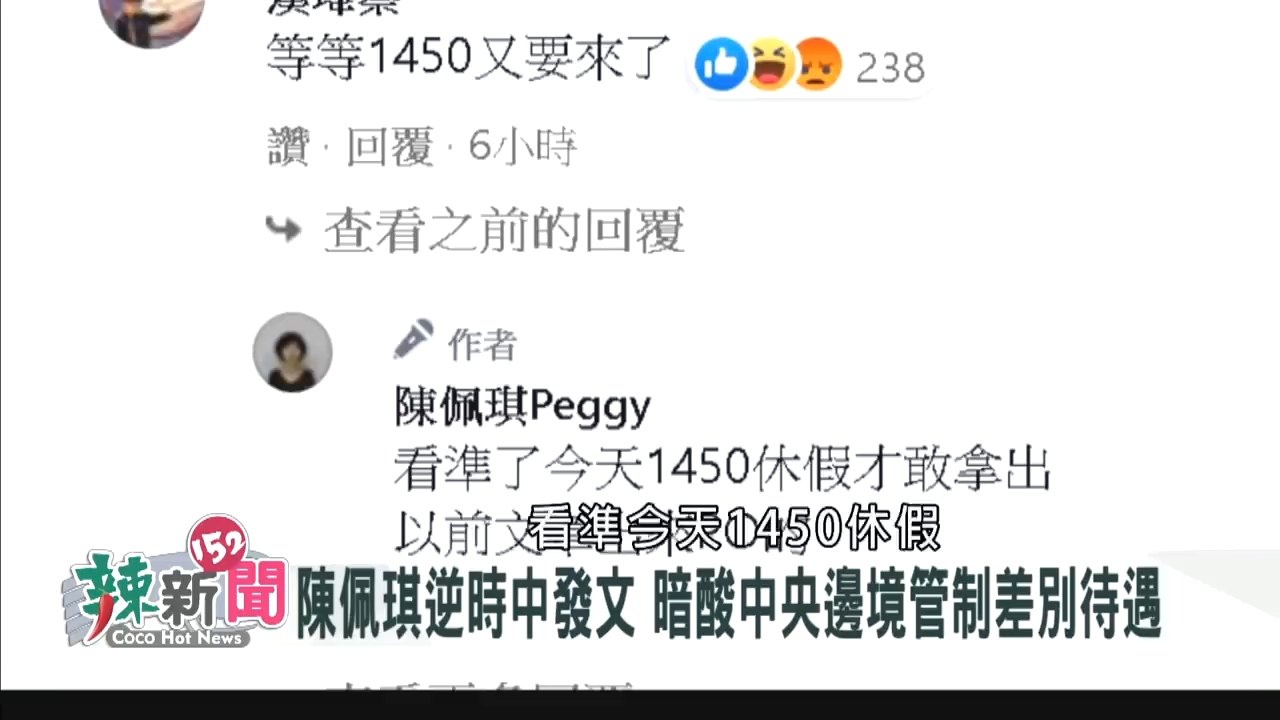 等等1450又要來了
238
讚 · 回覆 · 6小時
查看之前的回覆
作者
陳佩琪Peggy
看準了今天1450休假才敢拿出
以前文
看準今天1450休假
152
辣新聞
Coco Hot News
陳佩琪逆時中發文 暗酸中央邊境管制差別待遇